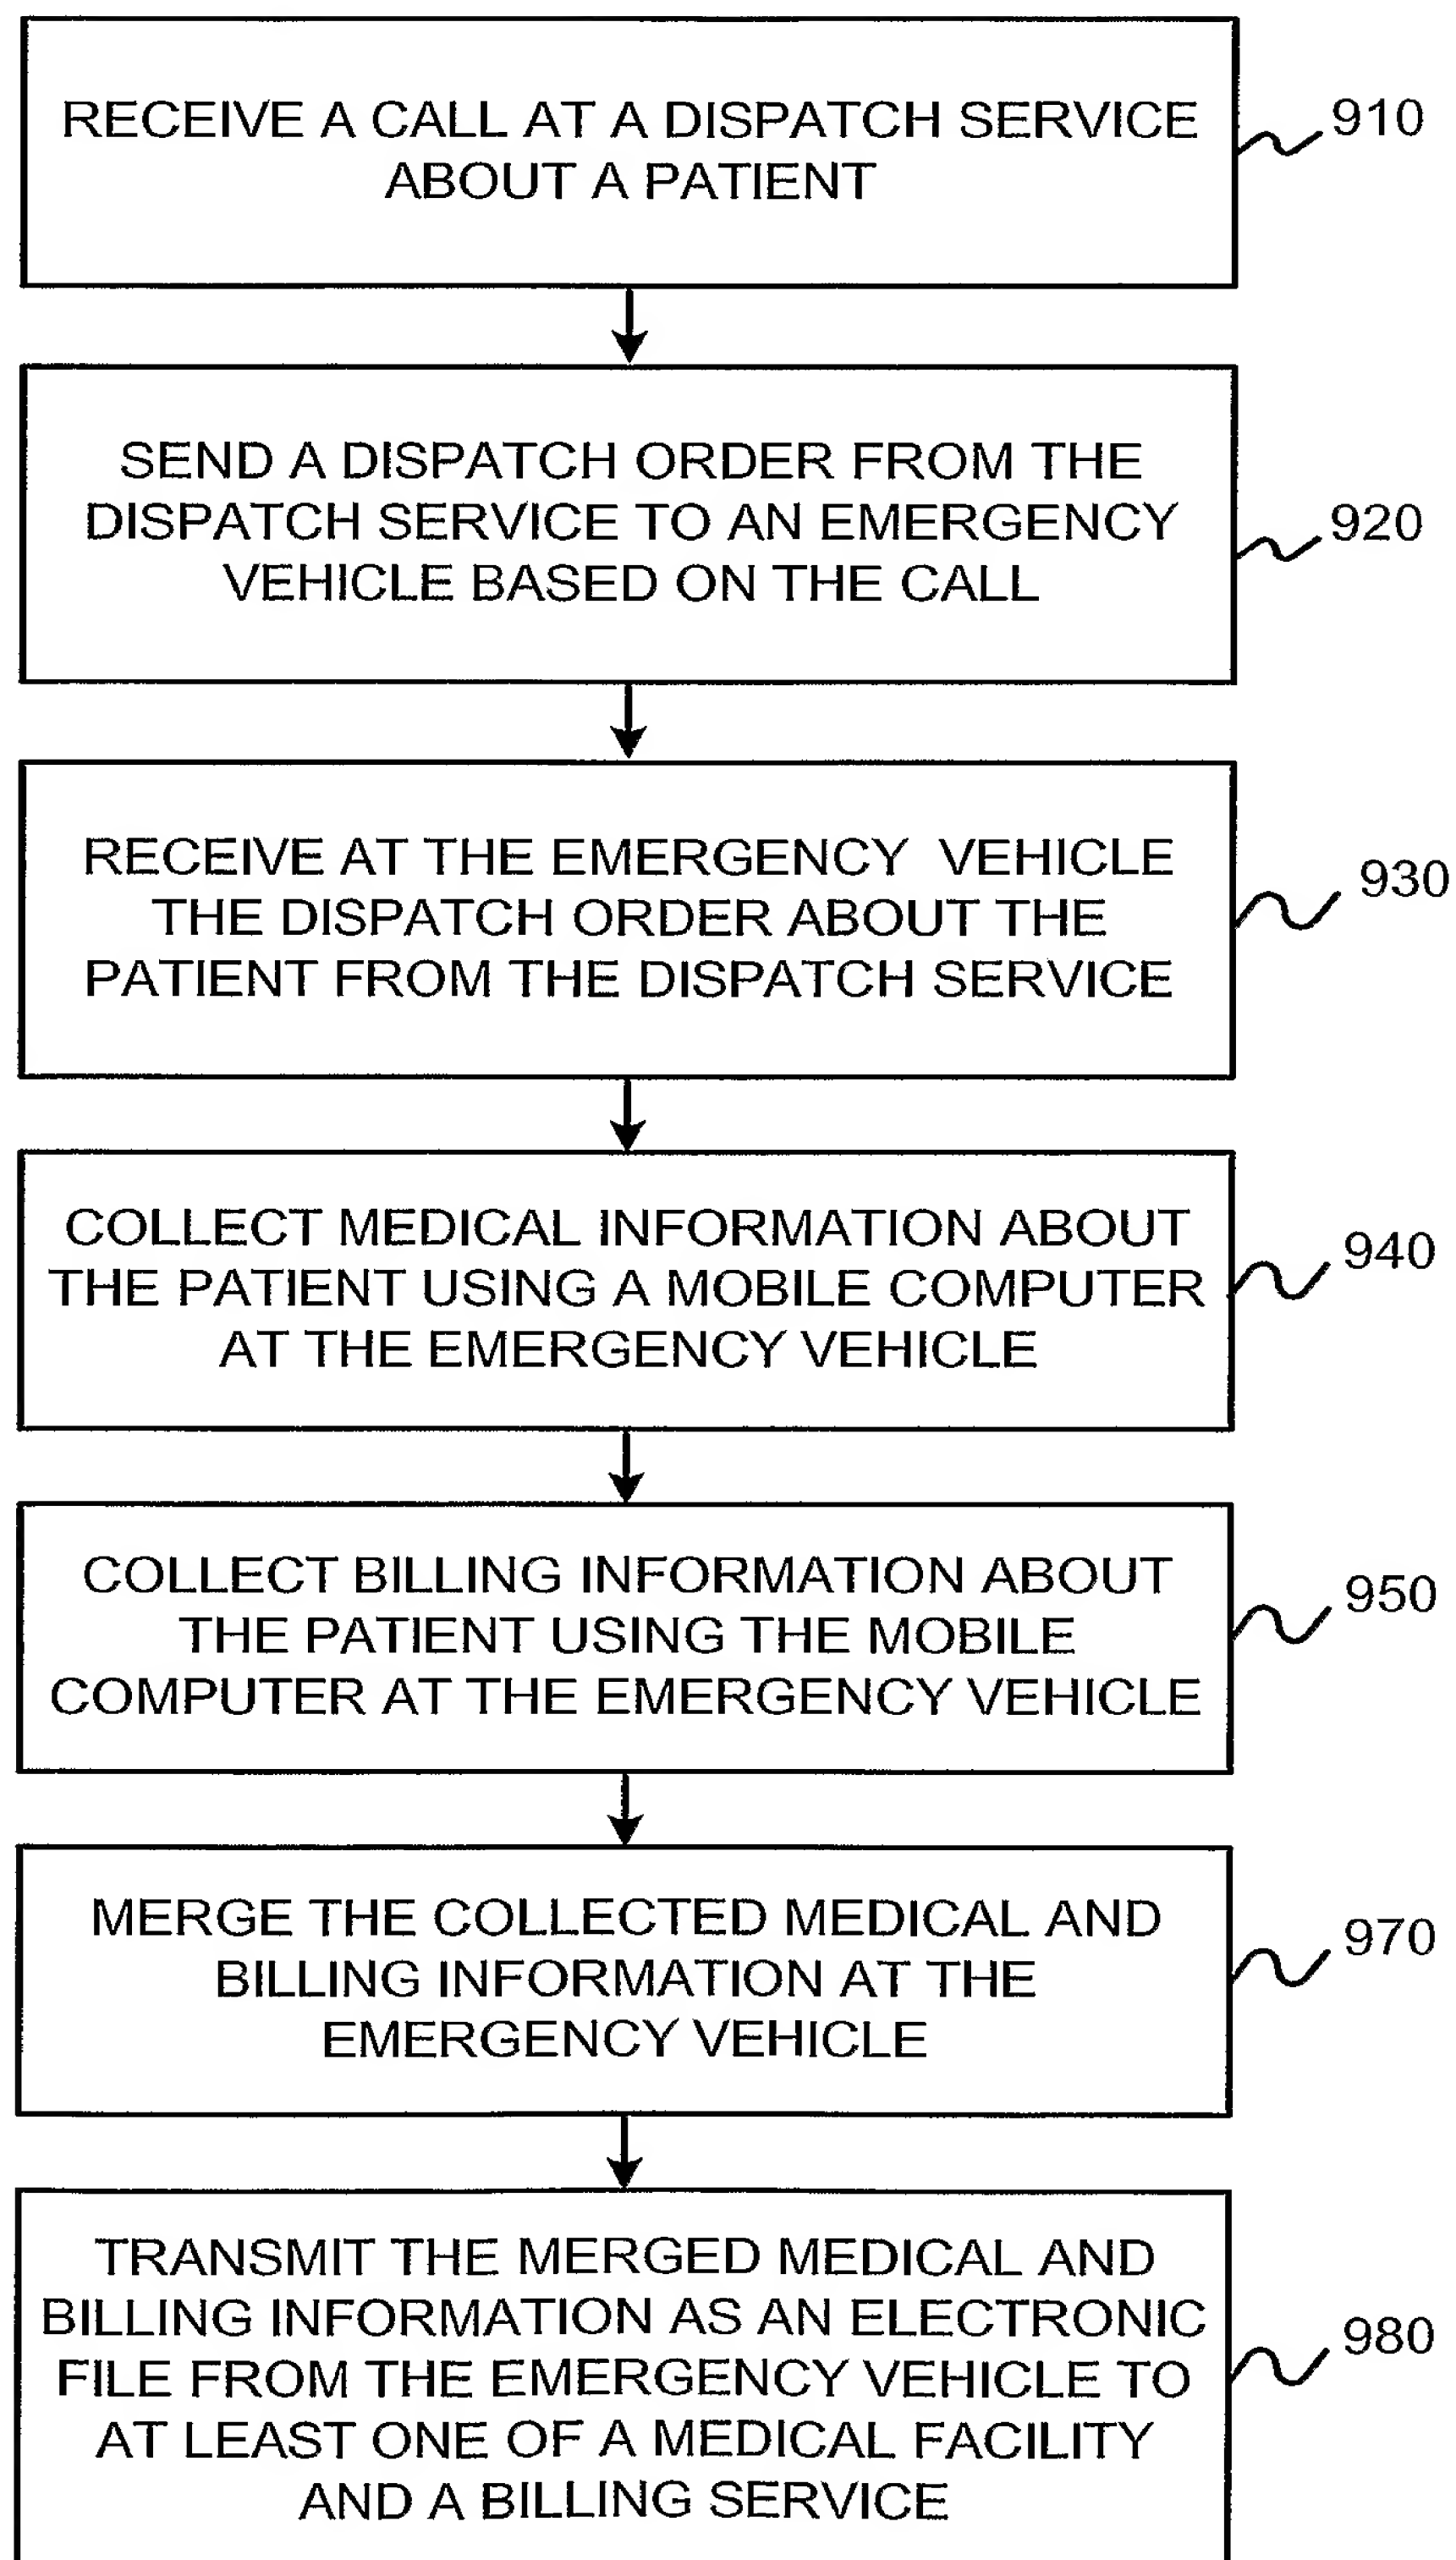 RECEIVE A CALL AT A DISPATCH SERVICE
ABOUT A PATIENT
910
SEND A DISPATCH ORDER FROM THE
DISPATCH SERVICE TO AN EMERGENCY
VEHICLE BASED ON THE CALL
920
RECEIVE AT THE EMERGENCY VEHICLE
THE DISPATCH ORDER ABOUT THE
PATIENT FROM THE DISPATCH SERVICE
930
COLLECT MEDICAL INFORMATION ABOUT
THE PATIENT USING A MOBILE COMPUTER
AT THE EMERGENCY VEHICLE
940
COLLECT BILLING INFORMATION ABOUT
THE PATIENT USING THE MOBILE
COMPUTER AT THE EMERGENCY VEHICLE
950
MERGE THE COLLECTED MEDICAL AND
BILLING INFORMATION AT THE
EMERGENCY VEHICLE
970
TRANSMIT THE MERGED MEDICAL AND
BILLING INFORMATION AS AN ELECTRONIC
FILE FROM THE EMERGENCY VEHICLE TO
AT LEAST ONE OF A MEDICAL FACILITY
AND A BILLING SERVICE
980